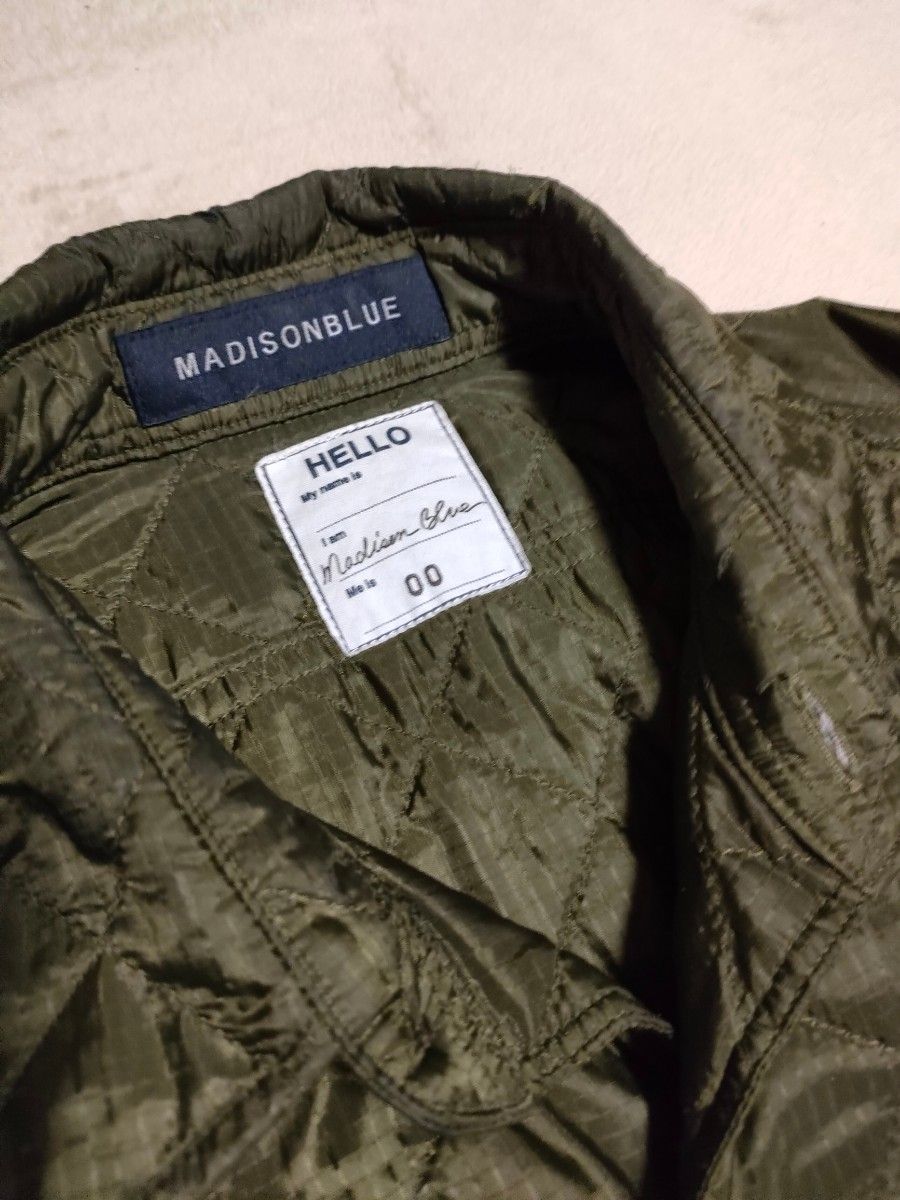 MADISONBLUE
HELLO
My name is
I am
Madison Blue
Me is 00